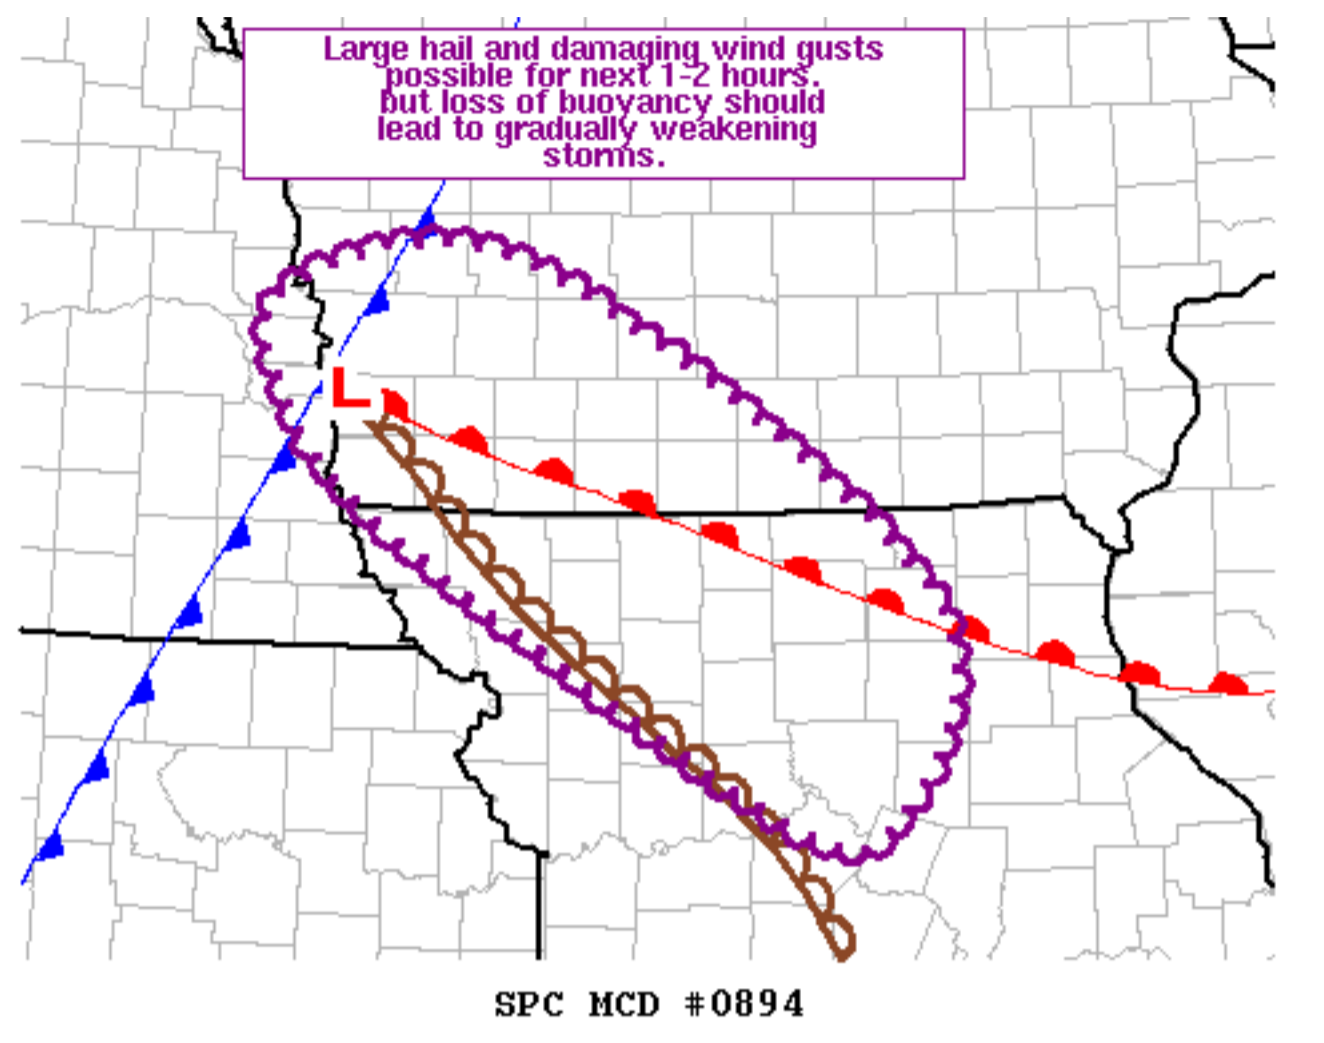 Large hail and damaging wind gusts
possible for next 1-2 hours.
but loss of buoyancy should
lead to gradually weakening
storms.
L
SPC MCD #0894